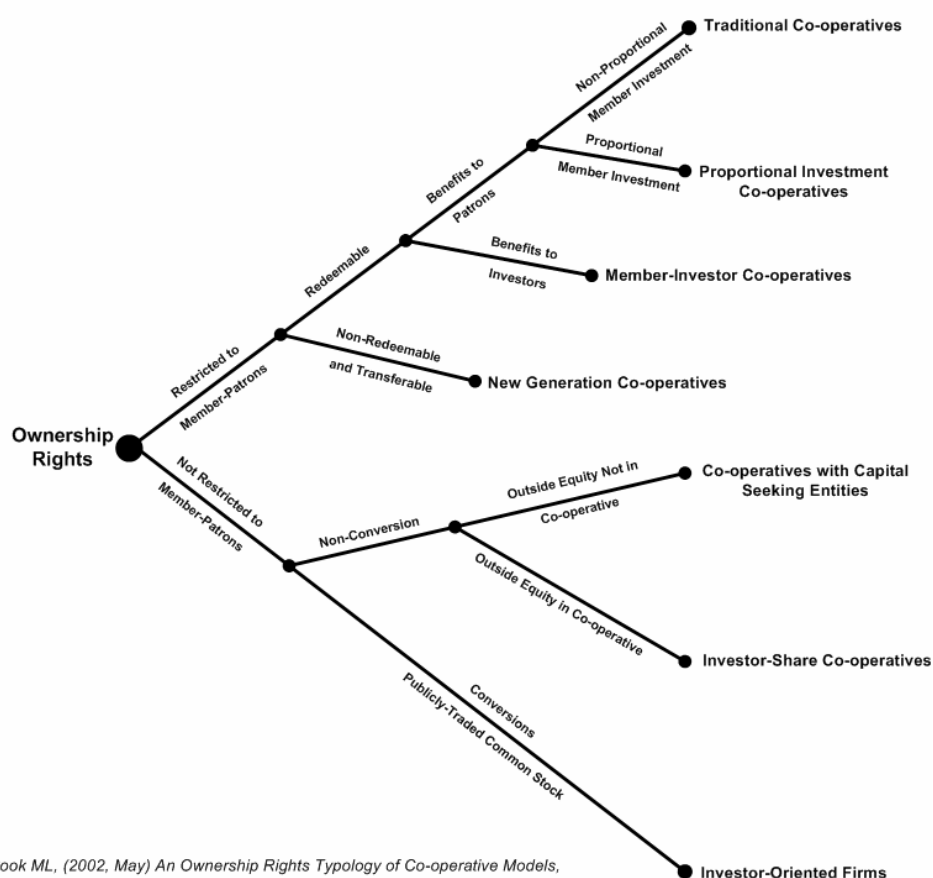 Non-Proportional
Member Investment
Traditional Co-operatives
Proportional
Member Investment
Proportional Investment
Co-operatives
Benefits to
Patrons
Benefits to
Investors
Member-Investor Co-operatives
Redeemable
Non-Redeemable
and Transferable
New Generation Co-operatives
Restricted to
Member-Patrons
Ownership
Rights
Not Restricted to
Member-Patrons
Non-Conversion
Outside Equity Not in
Co-operative
Co-operatives with Capital
Seeking Entities
Outside Equity in Co-operative
Investor-Share Co-operatives
Conversions
Publicly-Traded Common Stock
Investor-Oriented Firms
ook ML, (2002, May) An Ownership Rights Typology of Co-operative Models,